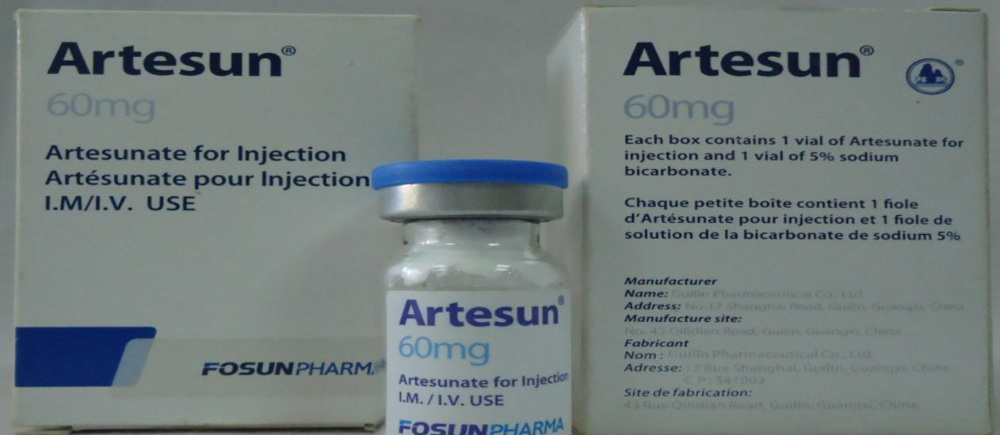 Artesun®
60mg
Artesunate for Injection
Artésunate pour Injection
I.M/I.V. USE
FOSUNPHARMA
Artesun®
60mg
Artesunate for Injection
I.M. / I.V. USE
FOSUNPHARMA
Artesun®
60mg
Each box contains 1 vial of Artesunate for
injection and 1 vial of 5% sodium
bicarbonate.
Chaque petite boîte contient 1 fiole
d'Artésunate pour injection et 1 fiole de
solution de la bicarbonate de sodium 5%
Manufacturer
Name: Guilin Pharmaceutical Co., Ltd.
Address: No.17 Shanghai Road, Guilin, Guangxi, China
Manufacture site:
No. 43 Qilidian Road, Guilin, Guangxi, China
Fabricant
Nom : Guilin Pharmaceutical Co., Ltd.
Adresse: 17 Rue Shanghai, Guilin, Guangxi, Chine
C.P.: 541002
Site de fabrication:
43 Rue Qilidian Road, Guilin, Guangxi, Chine